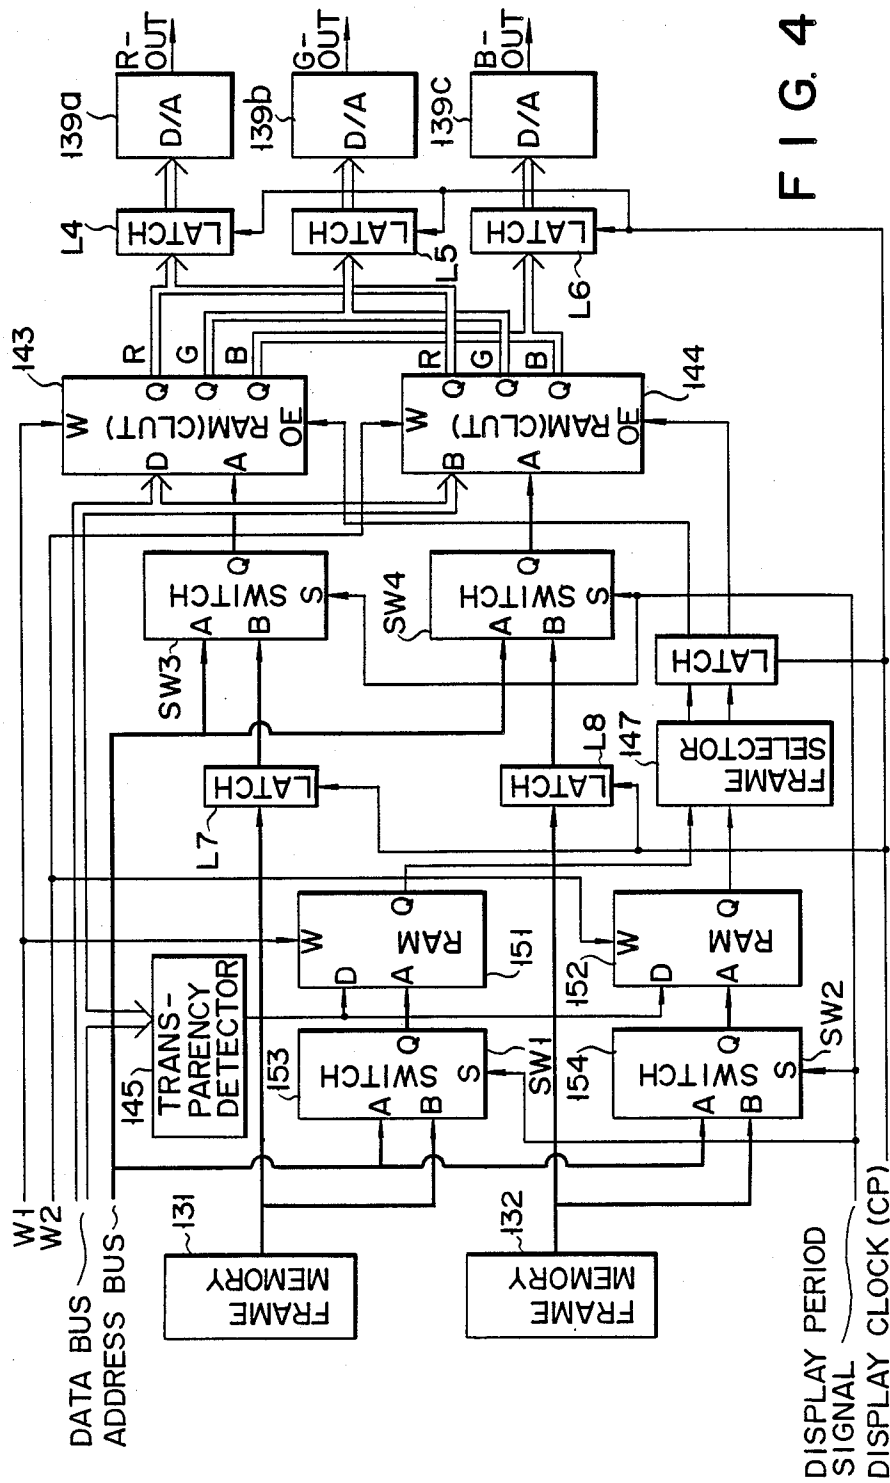 W1
W2
DATA BUS
ADDRESS BUS
DISPLAY PERIOD
SIGNAL
DISPLAY CLOCK (CP)
131
FRAME
MEMORY
132
FRAME
MEMORY
145
TRANS-
PARENCY
DETECTOR
153
A
B
SWITCH
Q
S
SW1
154
A
B
SWITCH
Q
S
SW2
W
D
A
RAM
Q
151
W
D
A
RAM
Q
152
L7
LATCH
L8
LATCH
147
FRAME
SELECTOR
LATCH
SW3
A
B
SWITCH
Q
S
SW4
A
B
SWITCH
Q
S
143
W
D
A
RAM(CLUT)
OE
Q
Q
Q
R
G
B
144
W
B
A
RAM(CLUT)
OE
Q
Q
Q
R
G
B
L4
LATCH
L5
LATCH
L6
LATCH
139a
D/A
R-
OUT
139b
D/A
G-
OUT
139c
D/A
B-
OUT
FIG. 4